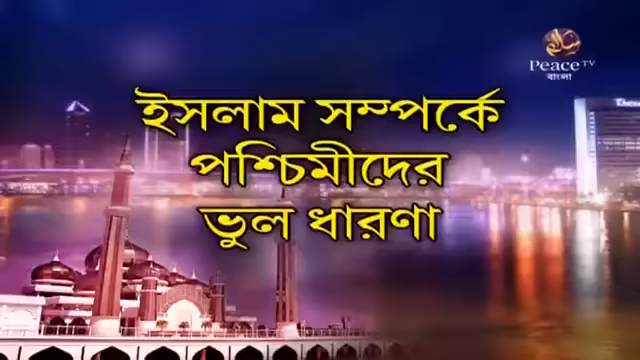 Peace TV
বাংলা
ইসলাম সম্পর্কে
পশ্চিমীদের
ভুল ধারণা